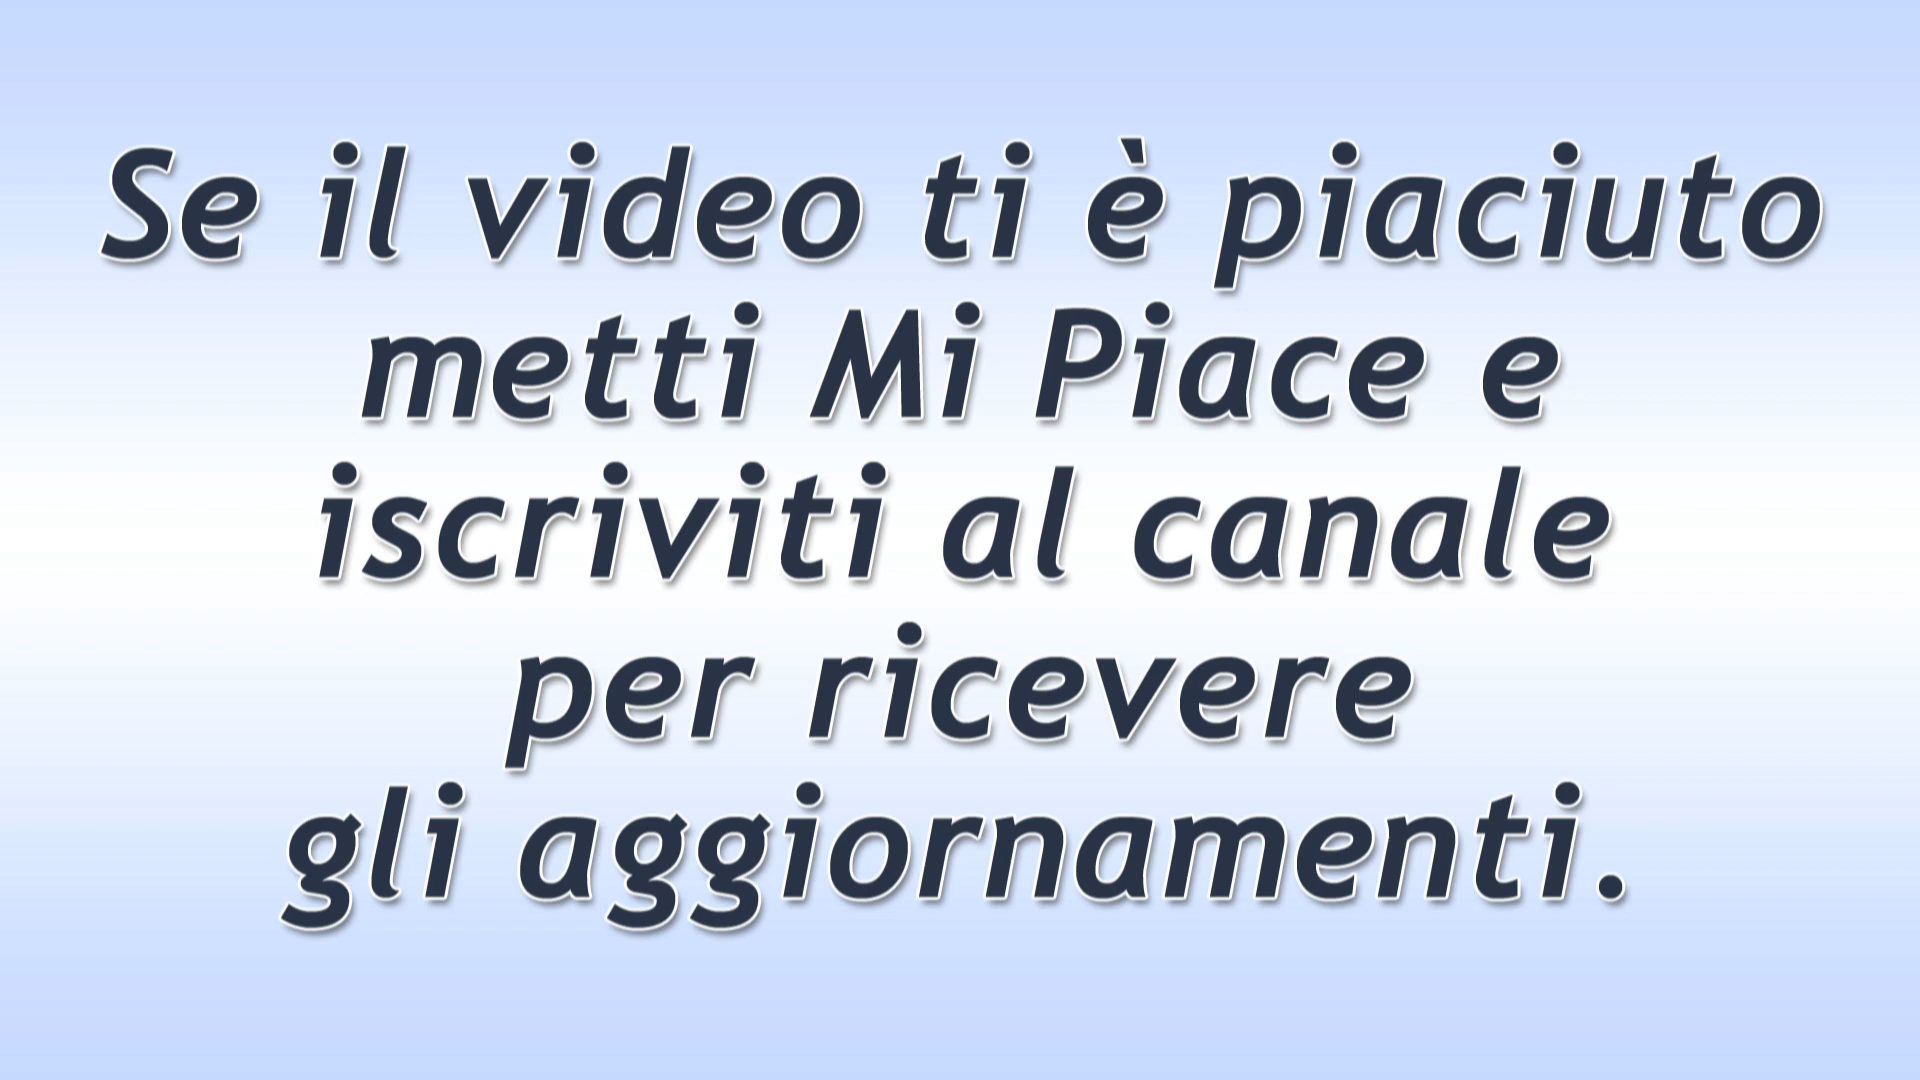 Se il video ti è piaciuto
metti Mi Piace e
iscriviti al canale
per ricevere
gli aggiornamenti.